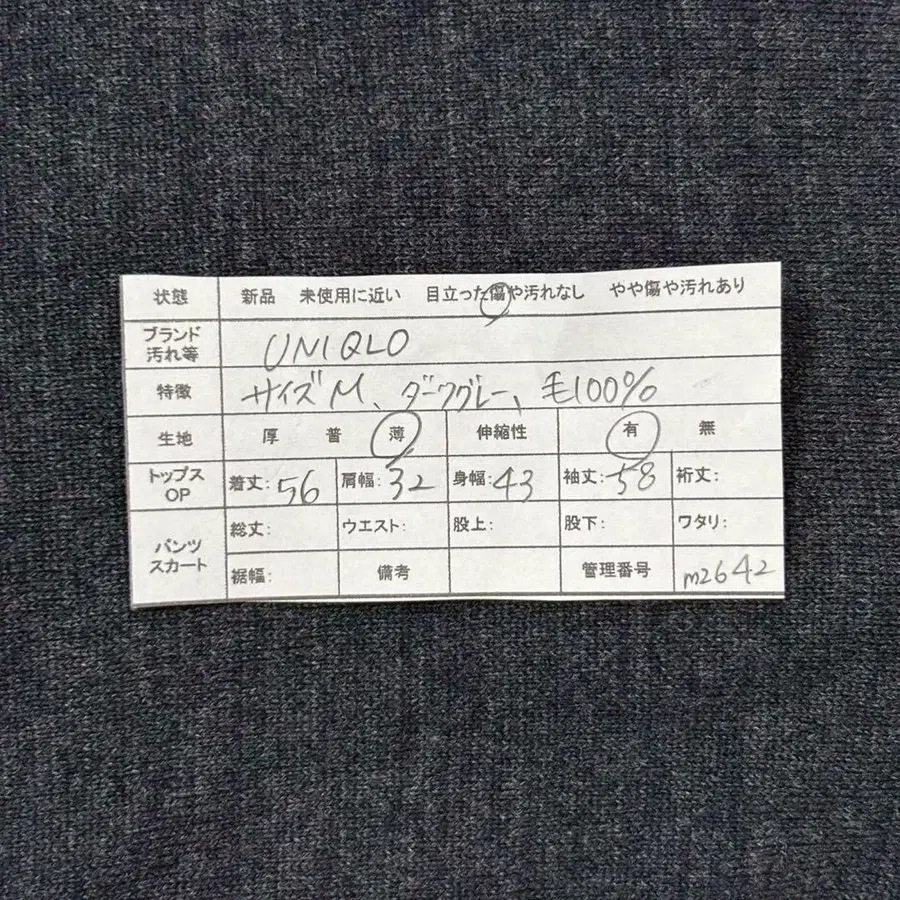 状態 新品 未使用に近い 目立った傷や汚れなし やや傷や汚れあり
ブランド
汚れ等 UNIQLO
特徴 サイズM、ダークグレー、毛100%
生地 厚 普 薄 伸縮性 有 無
トップス
OP 着丈:56 肩幅:32 身幅:43 袖丈:58 裄丈:
パンツ
スカート 総丈: ウエスト: 股上: 股下: ワタリ:
裾幅: 備考 管理番号 m2642